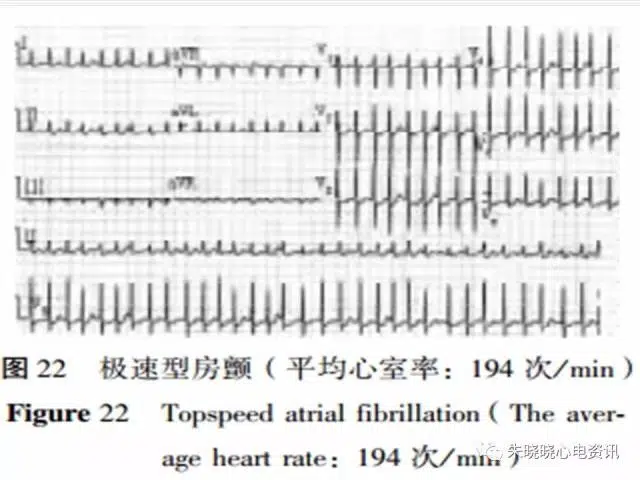 I aVR V₁ V₄
II aVL V₂ V₅
III aVF V₃ V₆
II
图 22 极速型房颤（平均心室率：194 次/min）
Figure 22 Topspeed atrial fibrillation（The aver-
age heart rate：194 次/min）
朱晓晓心电资讯